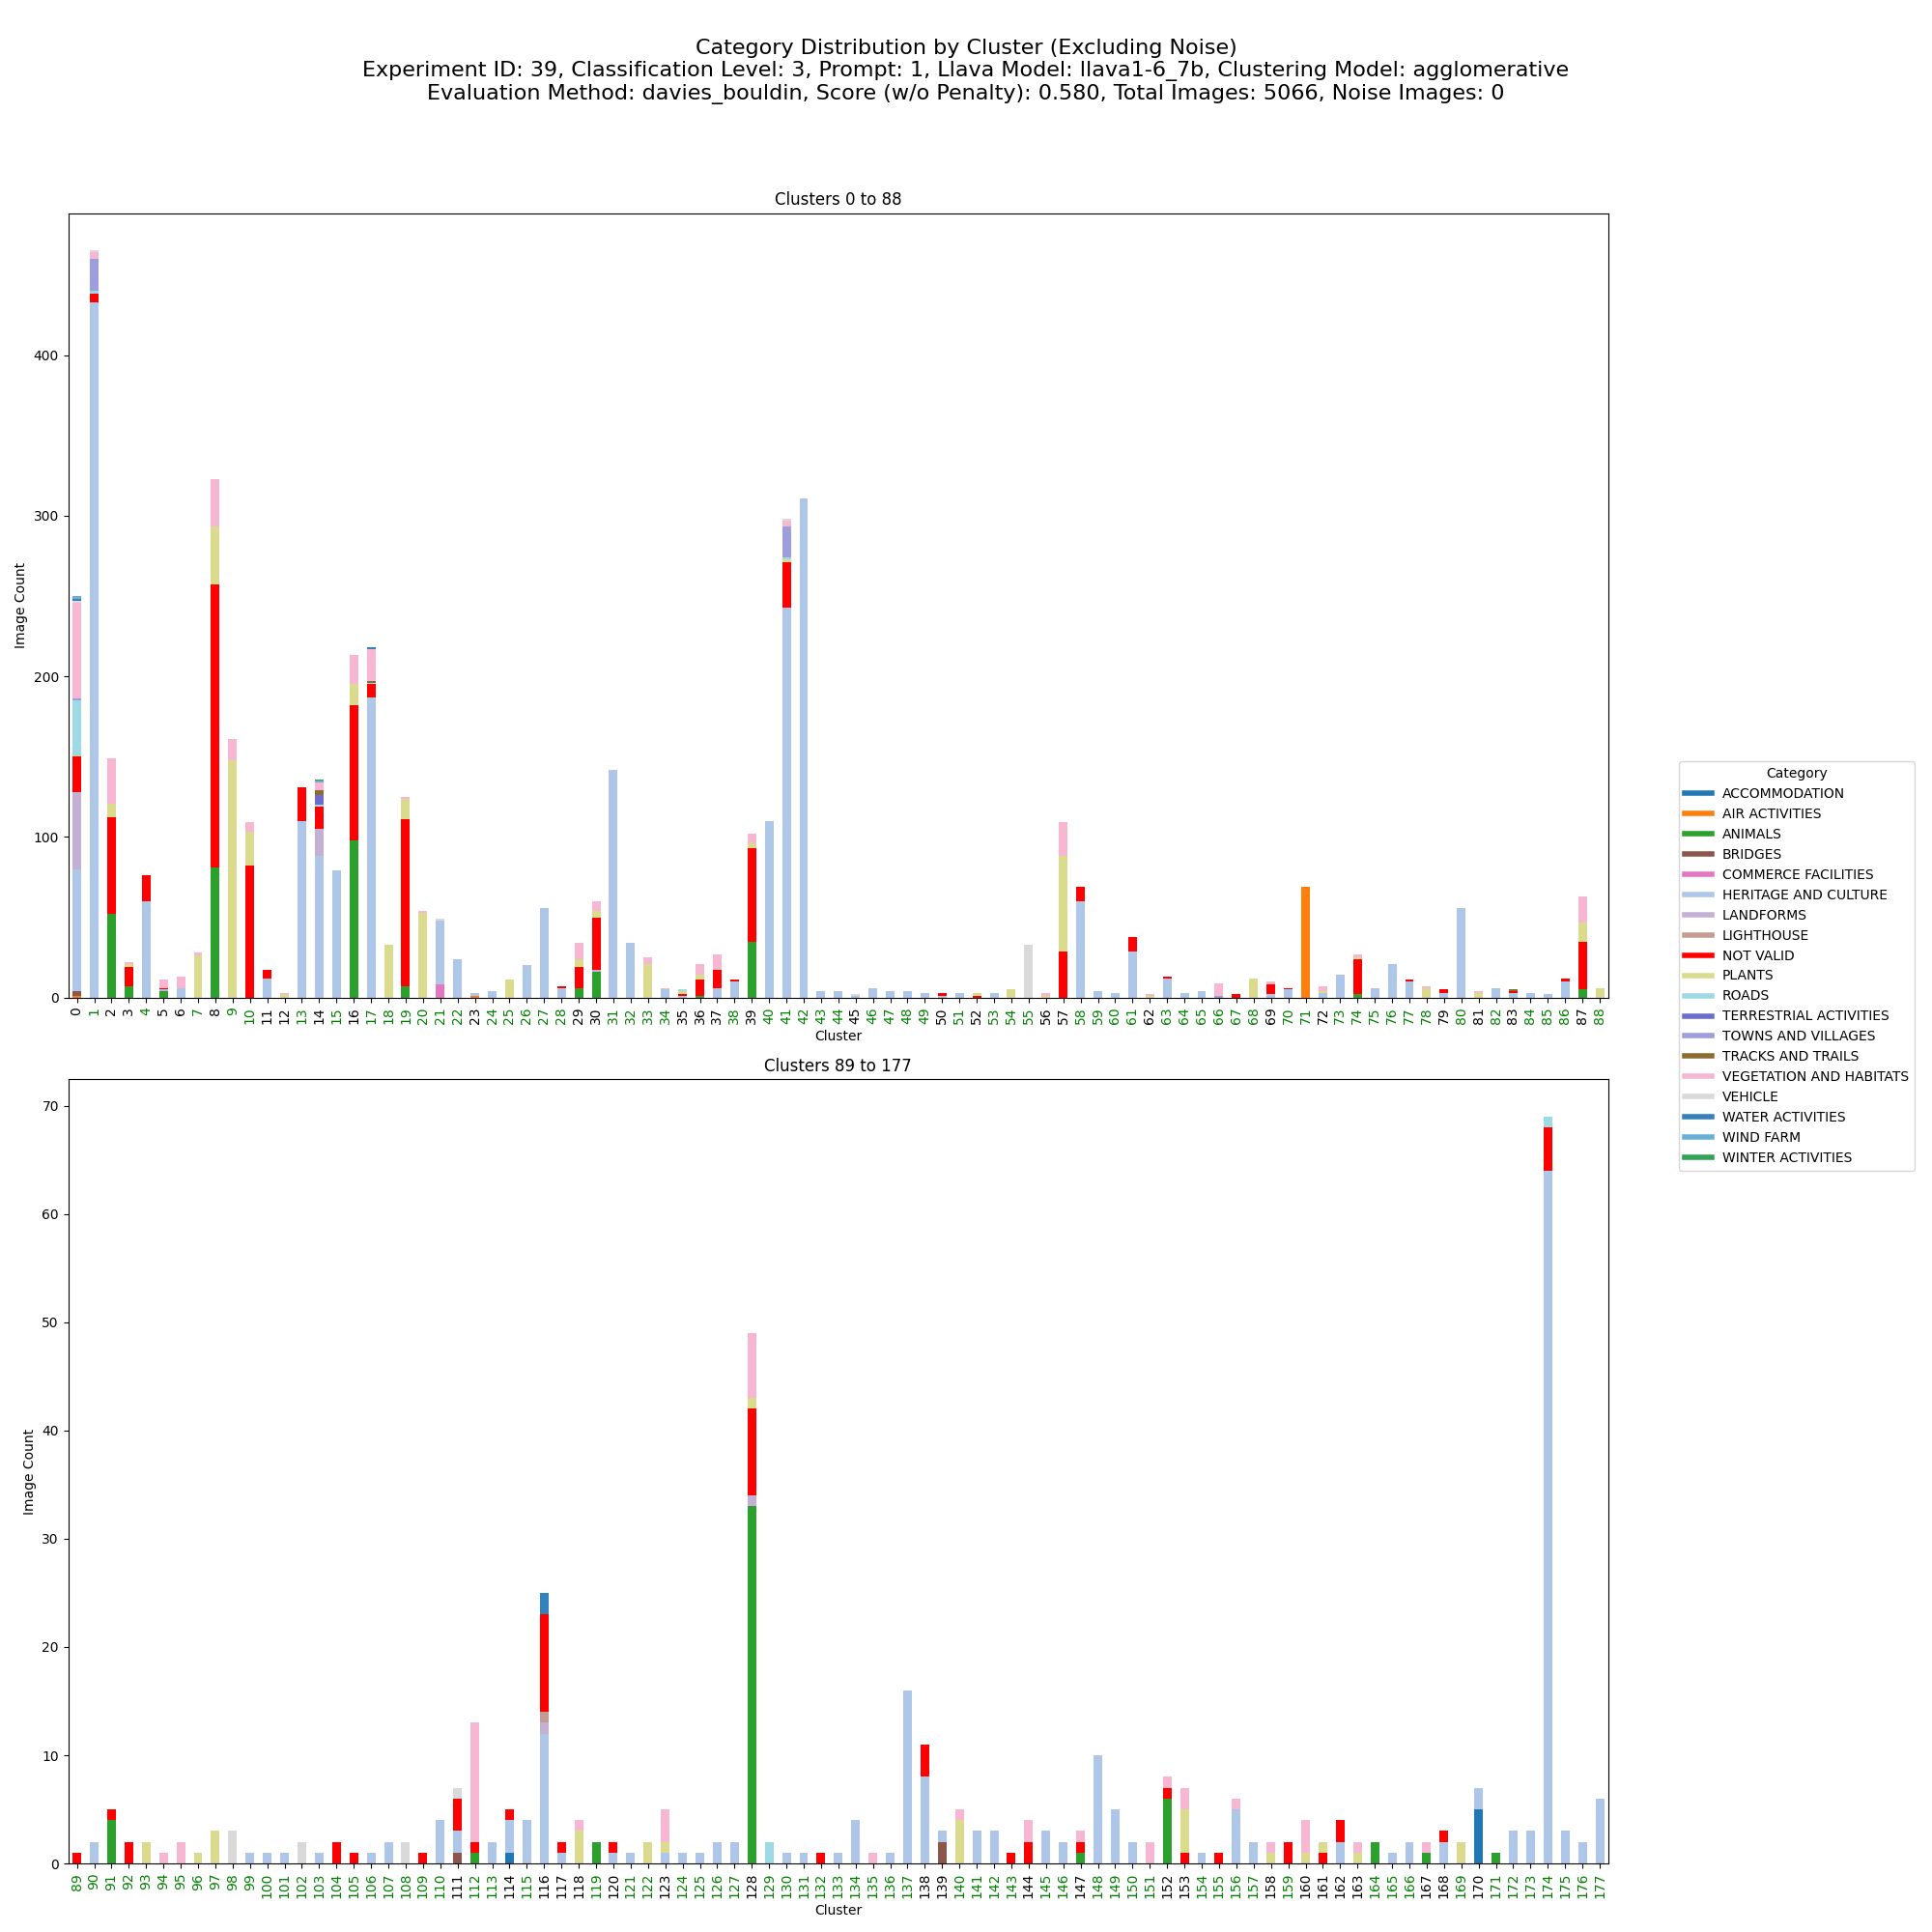 Category Distribution by Cluster (Excluding Noise)
Experiment ID: 39, Classification Level: 3, Prompt: 1, Llava Model: llava1-6_7b, Clustering Model: agglomerative
Evaluation Method: davies_bouldin, Score (w/o Penalty): 0.580, Total Images: 5066, Noise Images: 0
Clusters 0 to 88
Image Count
400
300
200
100
0
0 1 2 3 4 5 6 7 8 9 10 11 12 13 14 15 16 17 18 19 20 21 22 23 24 25 26 27 28 29 30 31 32 33 34 35 36 37 38 39 40 41 42 43 44 45 46 47 48 49 50 51 52 53 54 55 56 57 58 59 60 61 62 63 64 65 66 67 68 69 70 71 72 73 74 75 76 77 78 79 80 81 82 83 84 85 86 87 88
Cluster
Clusters 89 to 177
Image Count
70
60
50
40
30
20
10
0
89 90 91 92 93 94 95 96 97 98 99 100 101 102 103 104 105 106 107 108 109 110 111 112 113 114 115 116 117 118 119 120 121 122 123 124 125 126 127 128 129 130 131 132 133 134 135 136 137 138 139 140 141 142 143 144 145 146 147 148 149 150 151 152 153 154 155 156 157 158 159 160 161 162 163 164 165 166 167 168 169 170 171 172 173 174 175 176 177
Cluster
Category
ACCOMMODATION
AIR ACTIVITIES
ANIMALS
BRIDGES
COMMERCE FACILITIES
HERITAGE AND CULTURE
LANDFORMS
LIGHTHOUSE
NOT VALID
PLANTS
ROADS
TERRESTRIAL ACTIVITIES
TOWNS AND VILLAGES
TRACKS AND TRAILS
VEGETATION AND HABITATS
VEHICLE
WATER ACTIVITIES
WIND FARM
WINTER ACTIVITIES